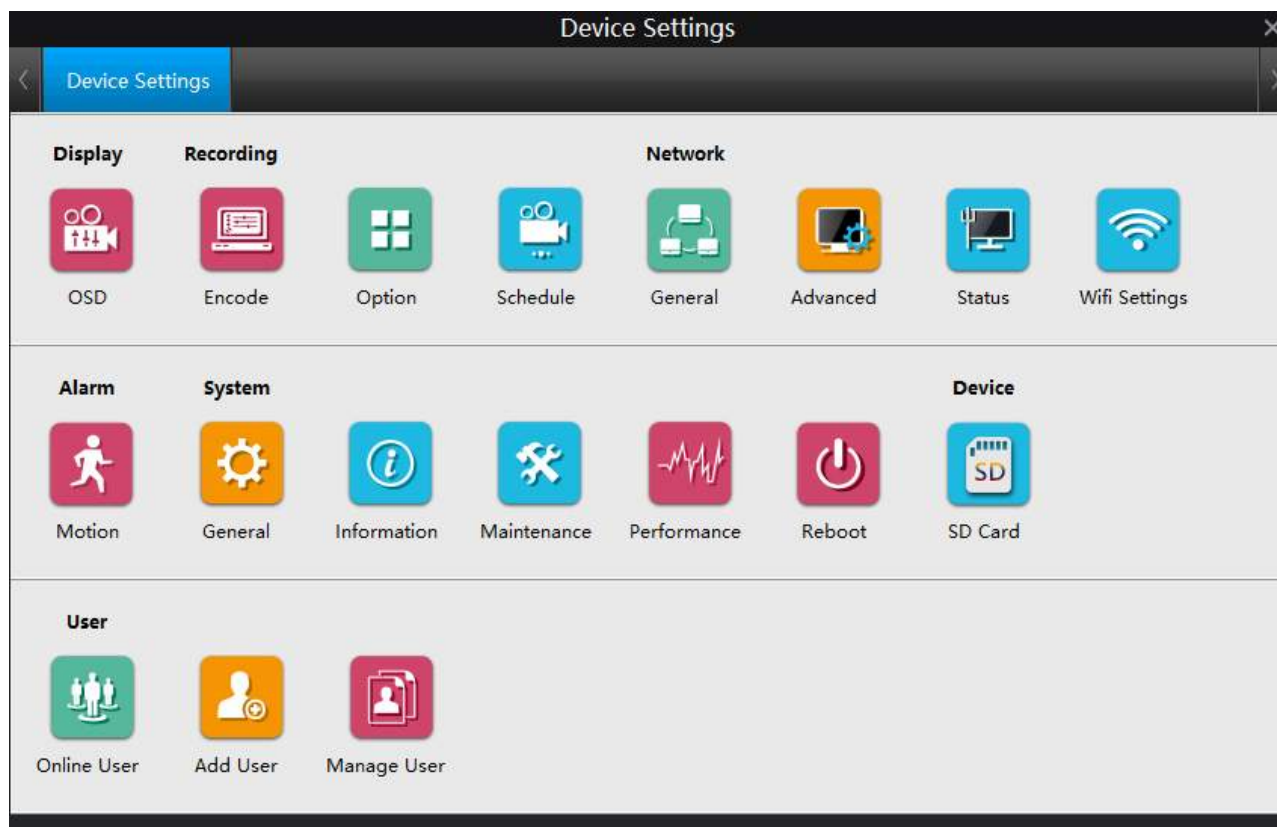 Device Settings
Device Settings
Display Recording Network
OSD Encode Option Schedule General Advanced Status Wifi Settings
Alarm System Device
SD
Motion General Information Maintenance Performance Reboot SD Card
User
Online User Add User Manage User